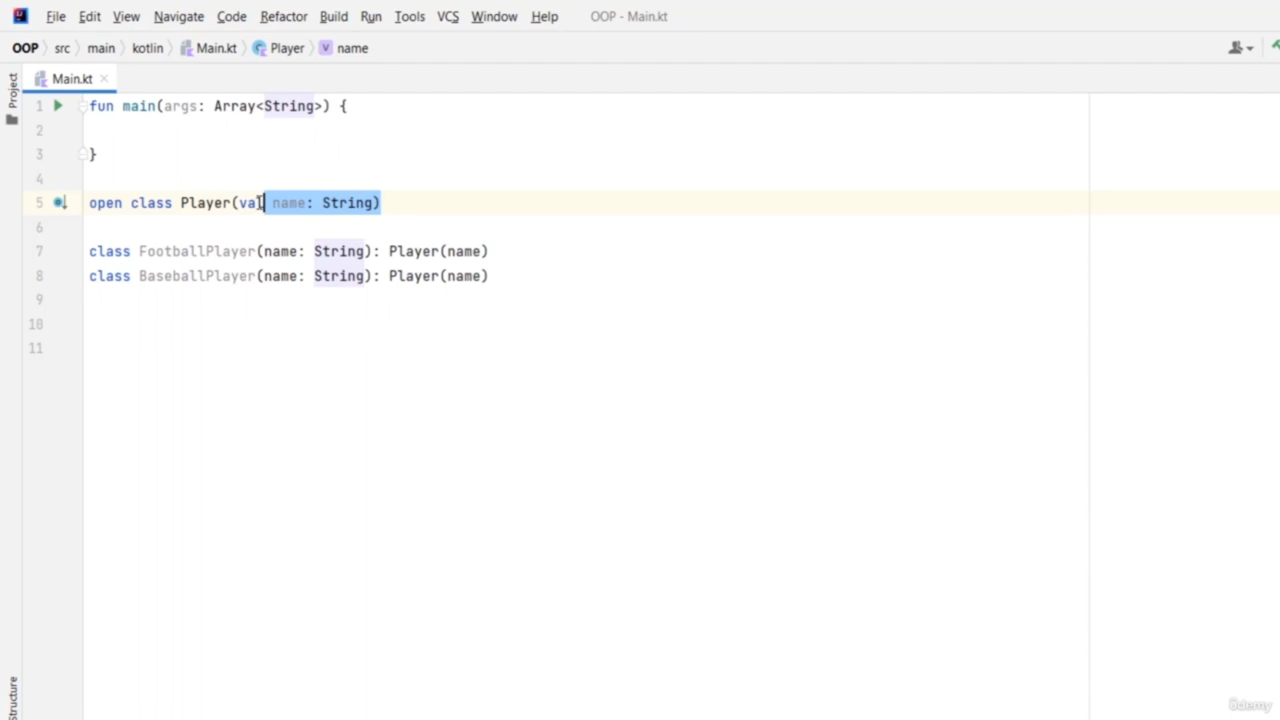 File Edit View Navigate Code Refactor Build Run Tools VCS Window Help OOP - Main.kt
OOP src main kotlin Main.kt Player name
Main.kt
Project
1 fun main(args: Array<String>) {
2
3 }
4
5 open class Player(val name: String)
6
7 class FootballPlayer(name: String): Player(name)
8 class BaseballPlayer(name: String): Player(name)
9
10
11
Structure
ûdemy